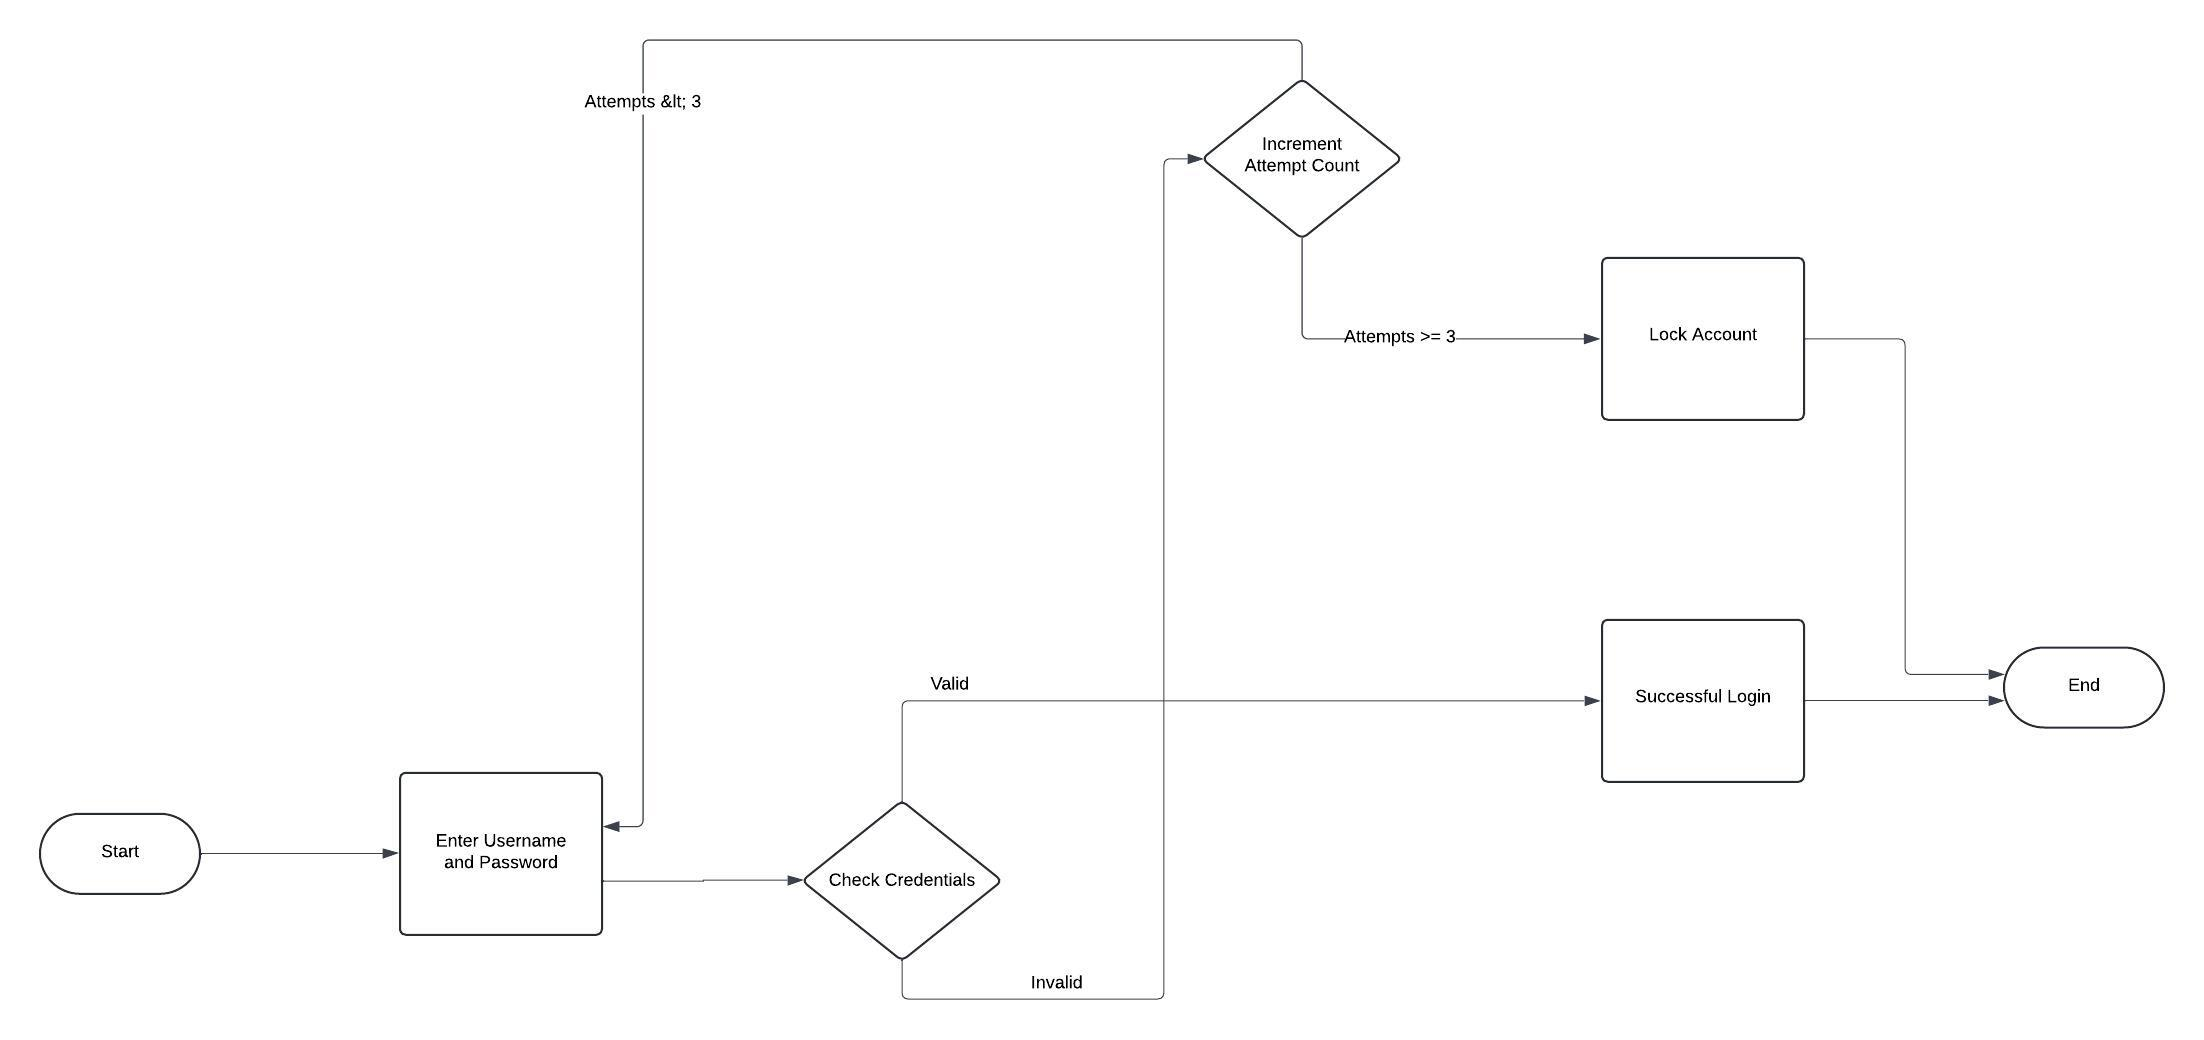 Attempts &lt; 3
Increment
Attempt Count
Attempts >= 3
Lock Account
Valid
Successful Login
End
Start
Enter Username
and Password
Check Credentials
Invalid